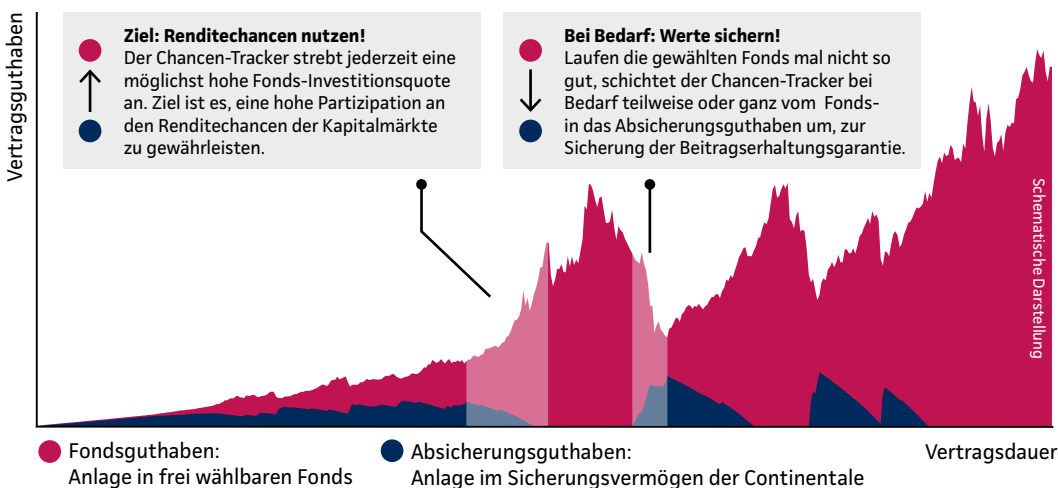 Vertragsguthaben
Ziel: Renditechancen nutzen!
Der Chancen-Tracker strebt jederzeit eine
möglichst hohe Fonds-Investitionsquote
an. Ziel ist es, eine hohe Partizipation an
den Renditechancen der Kapitalmärkte
zu gewährleisten.
Bei Bedarf: Werte sichern!
Laufen die gewählten Fonds mal nicht so
gut, schichtet der Chancen-Tracker bei
Bedarf teilweise oder ganz vom Fonds-
in das Absicherungsguthaben um, zur
Sicherung der Beitragserhaltungsgarantie.
Schematische Darstellung
Fondsguthaben:
Anlage in frei wählbaren Fonds
Absicherungsguthaben:
Anlage im Sicherungsvermögen der Continentale
Vertragsdauer